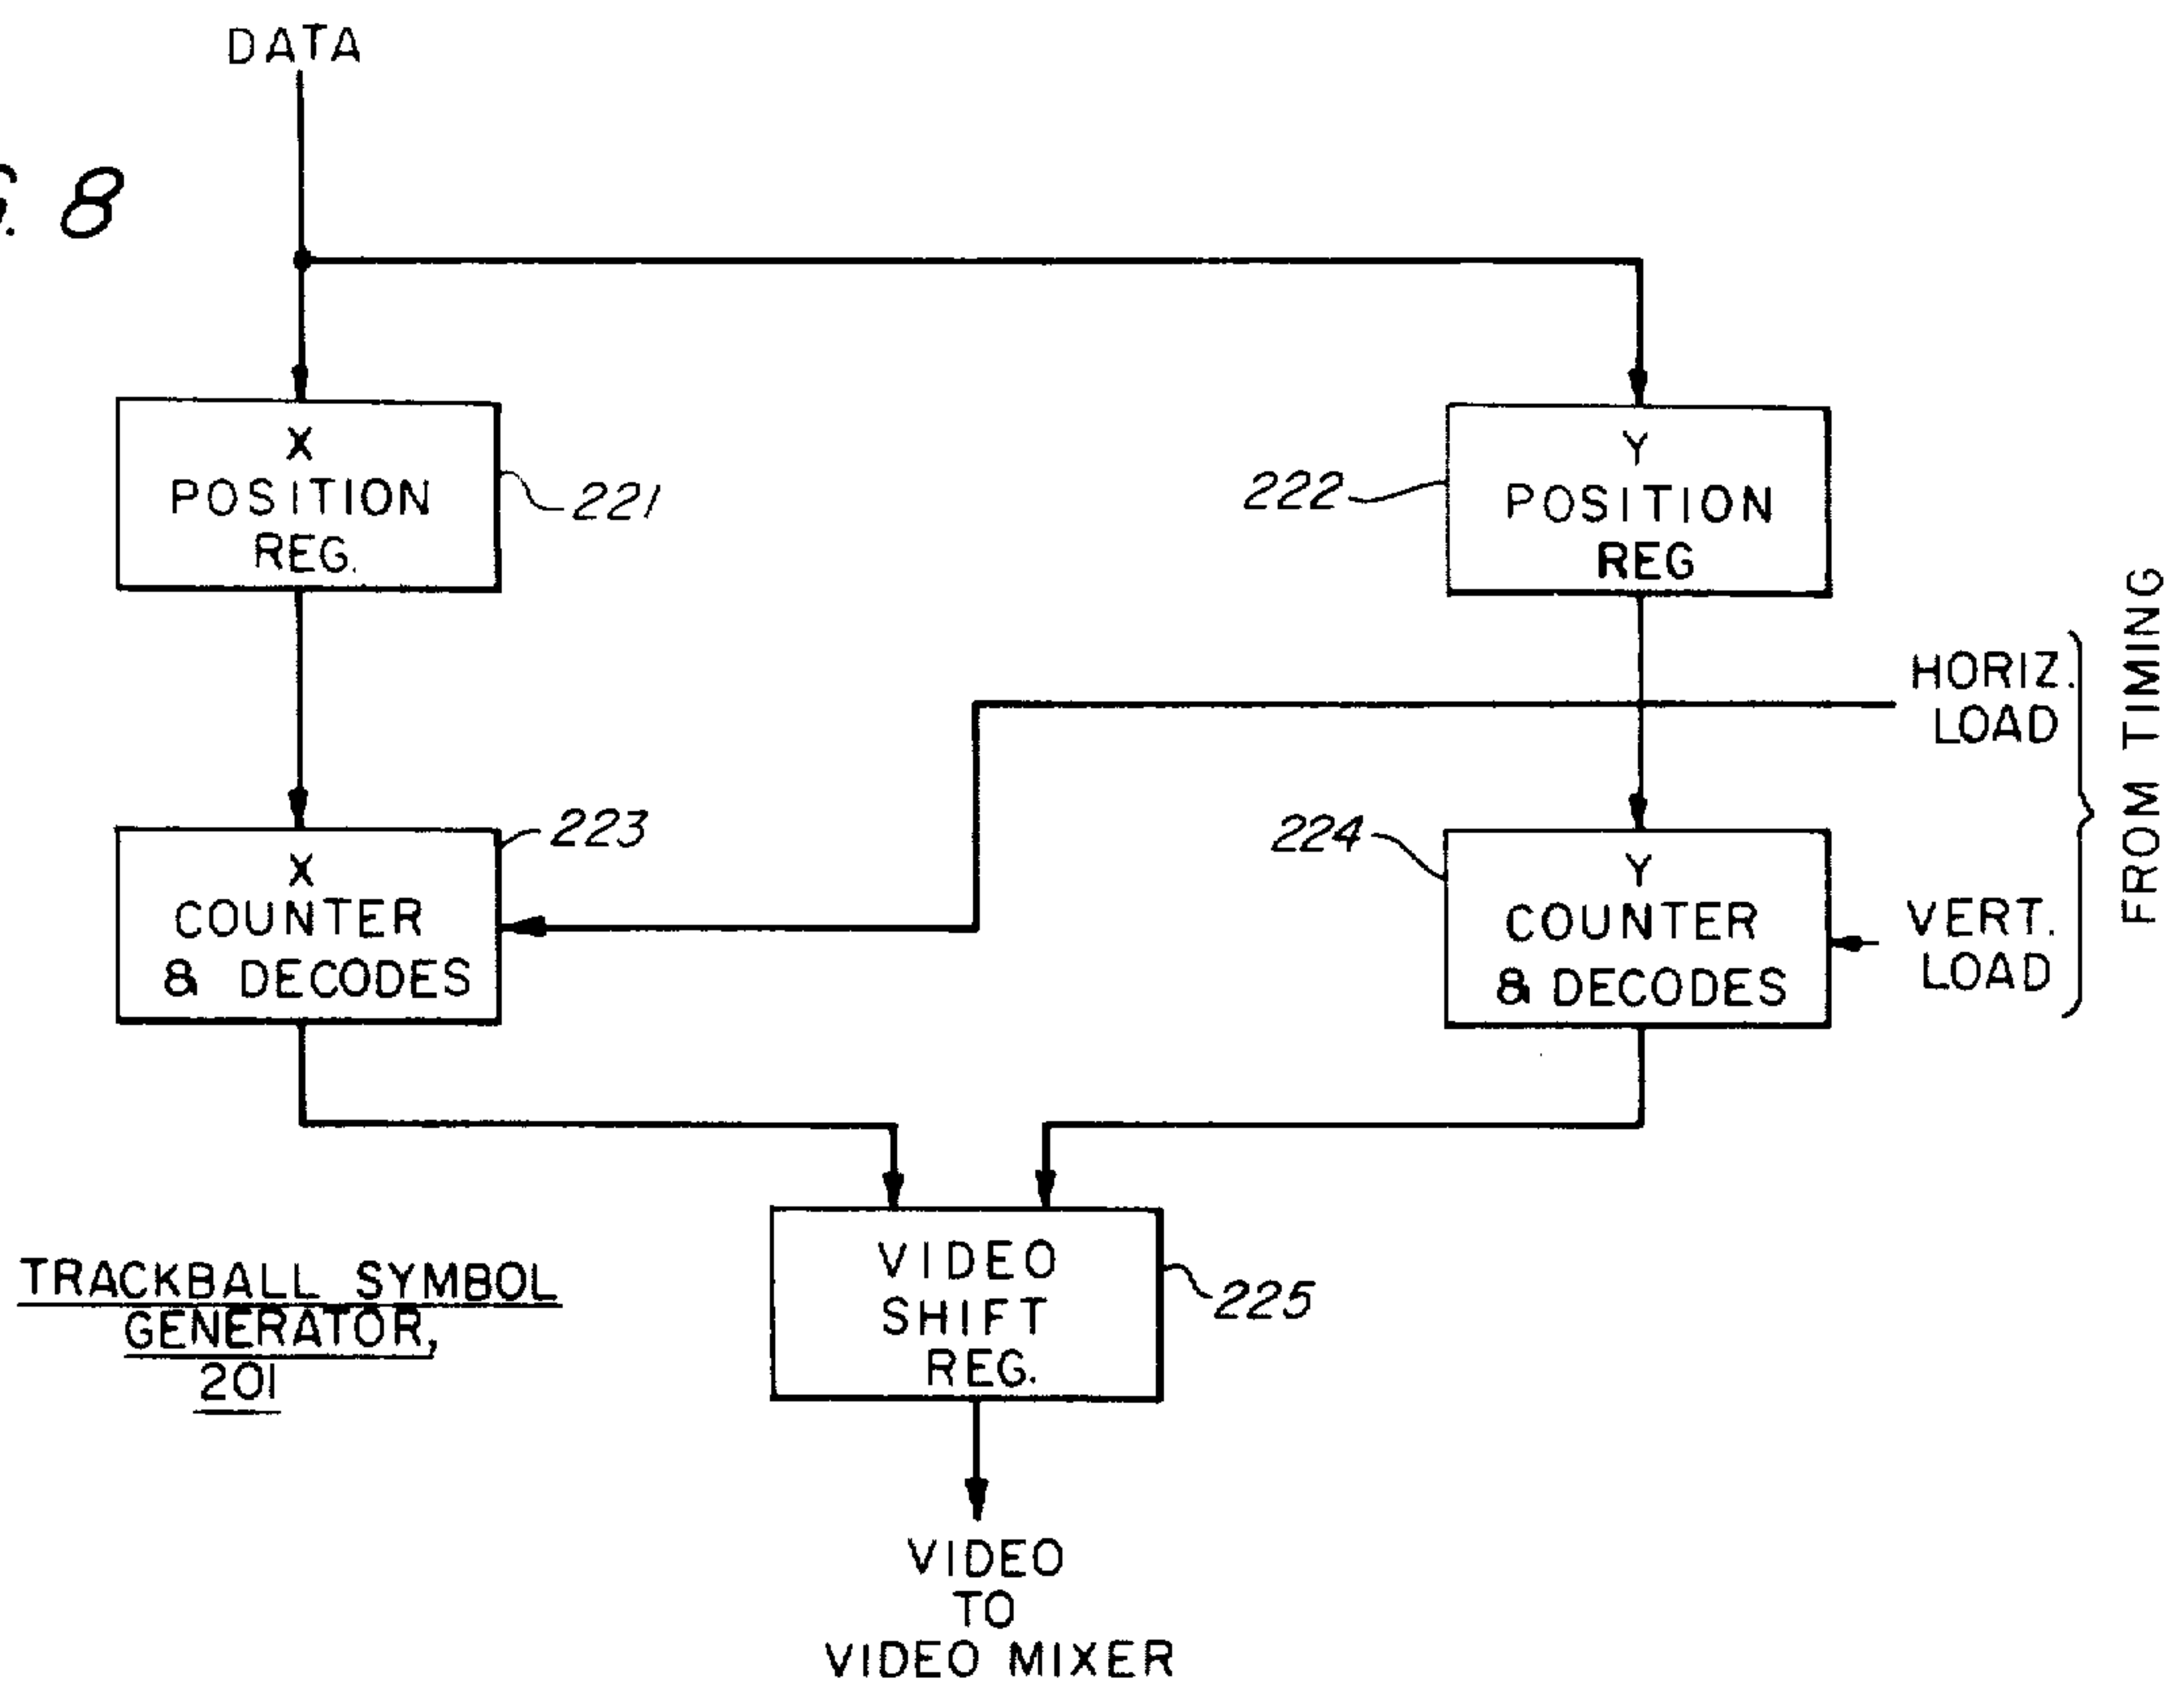 DATA
8
X
POSITION
REG.
221
222
Y
POSITION
REG
HORIZ.
LOAD
FROM TIMING
223
X
COUNTER
& DECODES
224
Y
COUNTER
& DECODES
VERT.
LOAD
VIDEO
SHIFT
REG.
225
TRACKBALL SYMBOL
GENERATOR,
201
VIDEO
TO
VIDEO MIXER